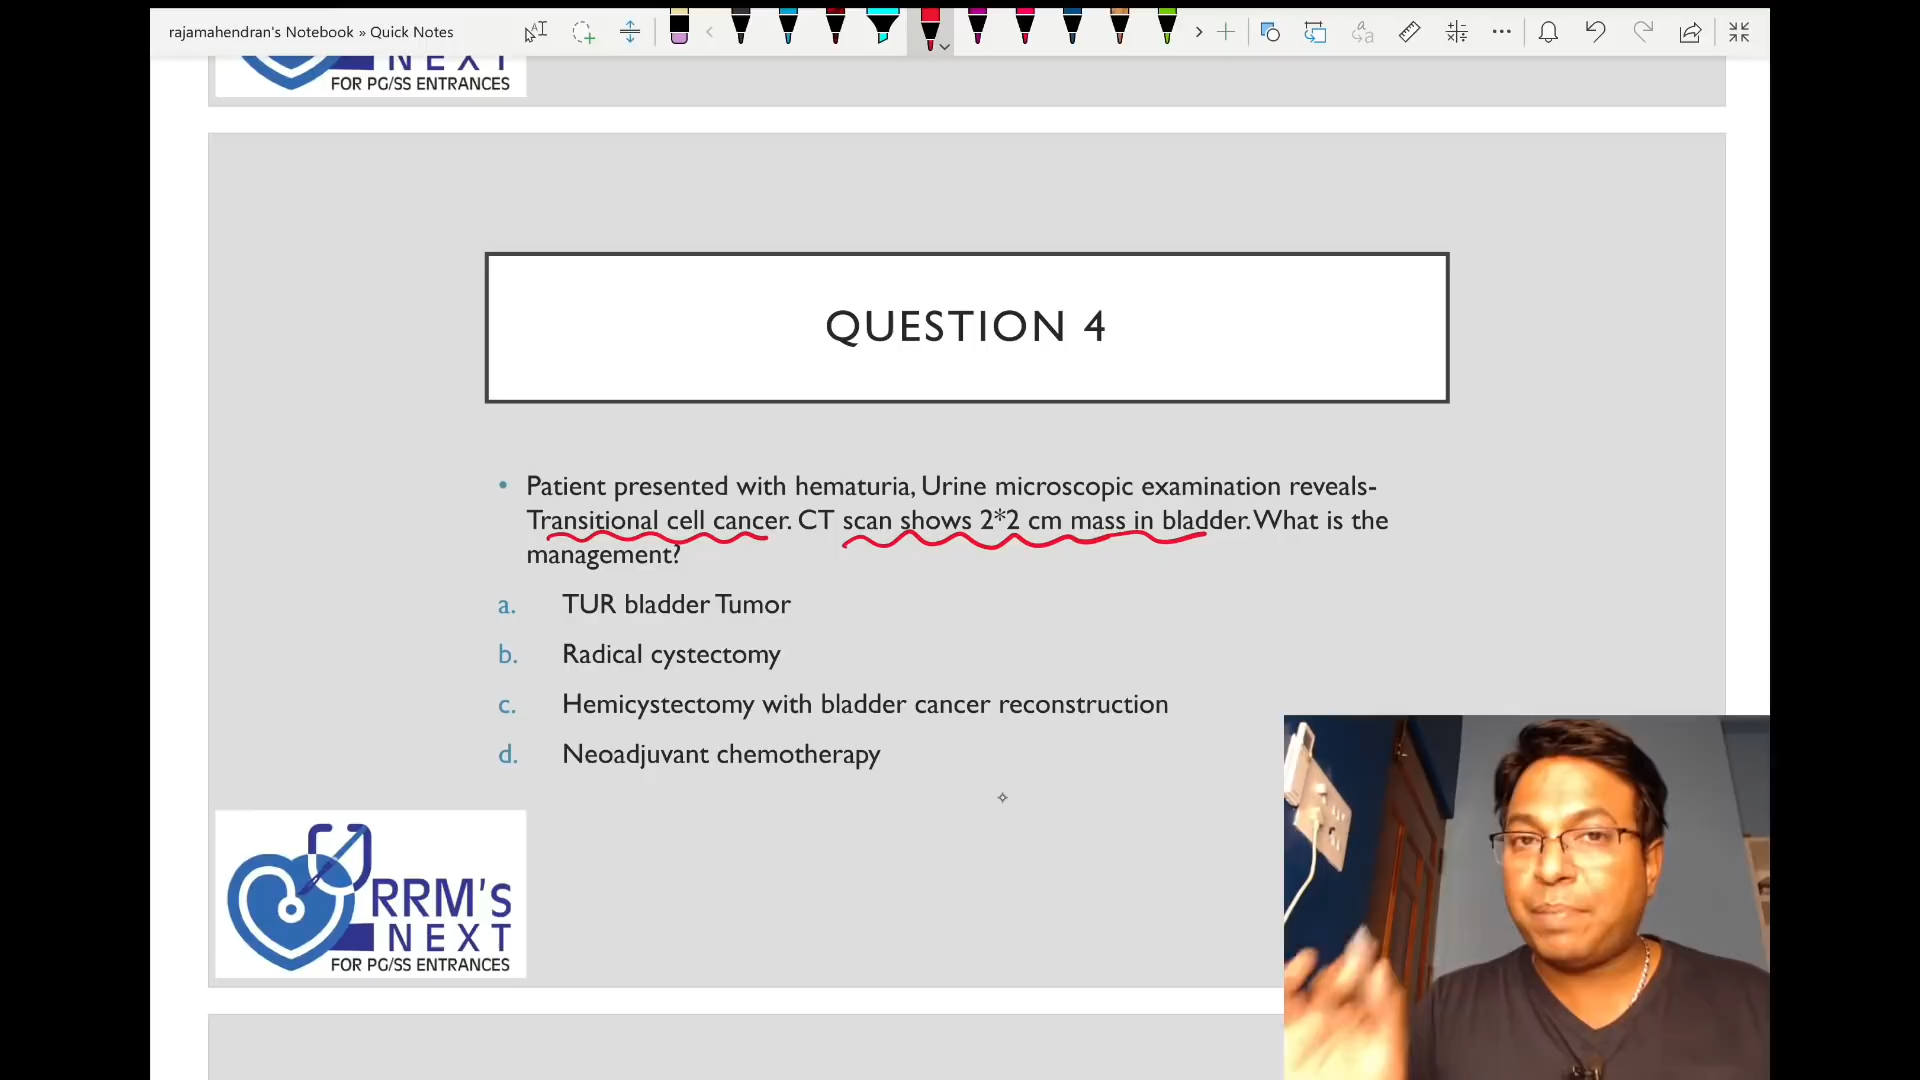 rajamahendran's Notebook » Quick Notes
NEXT
FOR PG/SS ENTRANCES
QUESTION 4
• Patient presented with hematuria, Urine microscopic examination reveals-
Transitional cell cancer. CT scan shows 2*2 cm mass in bladder. What is the
management?
a. TUR bladder Tumor
b. Radical cystectomy
c. Hemicystectomy with bladder cancer reconstruction
d. Neoadjuvant chemotherapy
RRM'S
NEXT
FOR PG/SS ENTRANCES